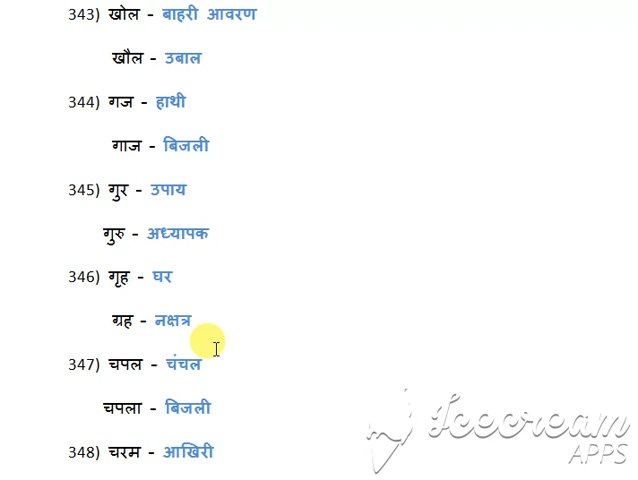 343) खोल - बाहरी आवरण
खौल - उबाल
344) गज - हाथी
गाज - बिजली
345) गुर - उपाय
गुरु - अध्यापक
346) गृह - घर
ग्रह - नक्षत्र
347) चपल - चंचल
चपला - बिजली
348) चरम - आखिरी
Icecream
APPS